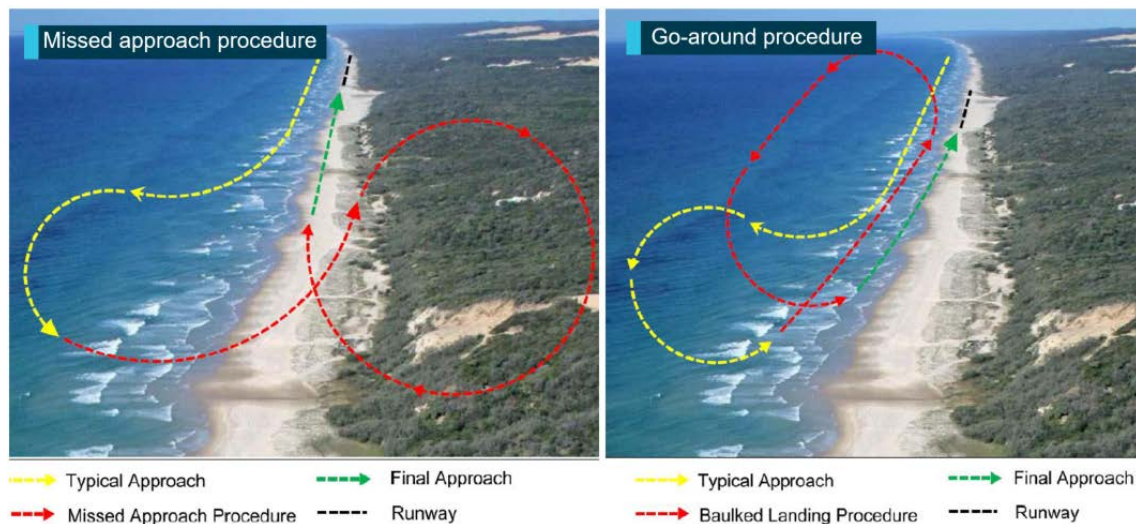 Missed approach procedure
Go-around procedure
Typical Approach
Final Approach
Missed Approach Procedure
Runway
Typical Approach
Final Approach
Baulked Landing Procedure
Runway